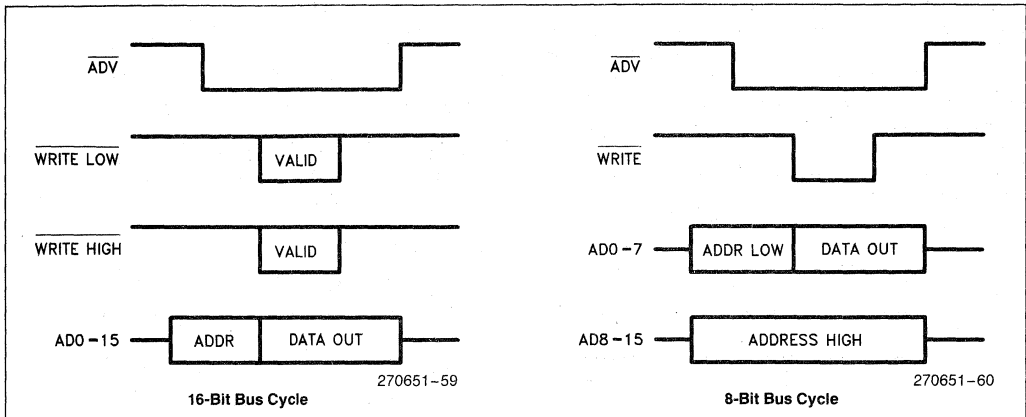 ADV
WRITE LOW
VALID
WRITE HIGH
VALID
AD0-15
ADDR
DATA OUT
270651-59
16-Bit Bus Cycle
ADV
WRITE
AD0-7
ADDR LOW
DATA OUT
AD8-15
ADDRESS HIGH
270651-60
8-Bit Bus Cycle